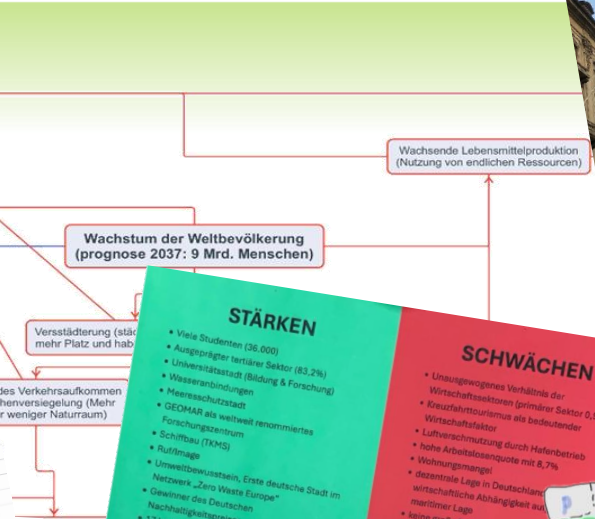 Wachsende Lebensmittelproduktion
(Nutzung von endlichen Ressourcen)
Wachstum der Weltbevölkerung
(prognose 2037: 9 Mrd. Menschen)
Versstädterung
mehr Platz und
des Verkehrsaufkommen
(Mehr
weniger Naturraum)
STÄRKEN
• Viele Studenten (36.000)
• Ausgeprägter tertiärer Sektor (83,2%)
• Universitätsstadt (Bildung & Forschung)
• Wasseranbindungen
• Meeresschutzstadt
• GEOMAR als weltweit renommiertes
Forschungszentrum
• Schiffbau (TKMS)
• Ruf/Image
• Umweltbewusstsein, Erste deutsche Stadt im
Netzwerk „Zero Waste Europe"
• Gewinner des Deutschen
SCHWÄCHEN
• Unausgewogenes Verhältnis der
Wirtschaftssektoren (primärer Sektor
• Kreuzfahrttourismus als bedeutender
Wirtschaftsfaktor
• Luftverschmutzung durch Hafenbetrieb
• hohe Arbeitslosenquote mit 8,7%
• Wohnungsmangel
• dezentrale Lage in
wirtschaftliche Abhängigkeit
maritimer Lage